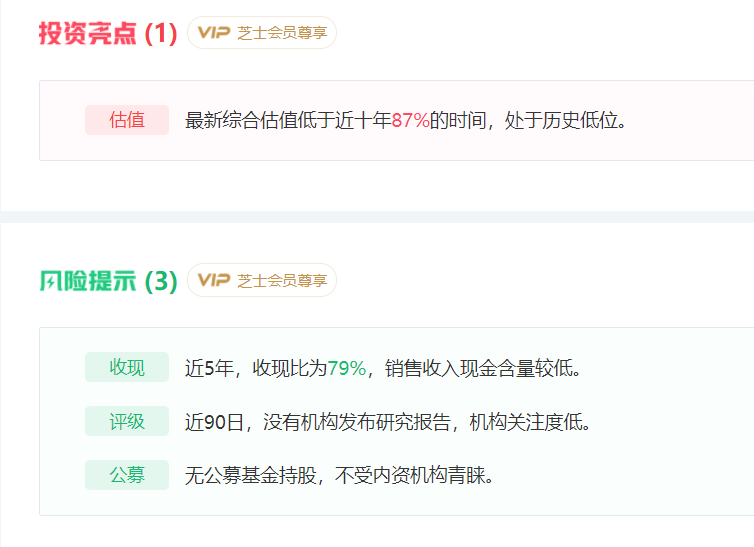 投资亮点 (1) VIP 芝士会员尊享
估值 最新综合估值低于近十年87%的时间，处于历史低位。
风险提示 (3) VIP 芝士会员尊享
收现 近5年，收现比为79%，销售收入现金含量较低。
评级 近90日，没有机构发布研究报告，机构关注度低。
公募 无公募基金持股，不受内资机构青睐。